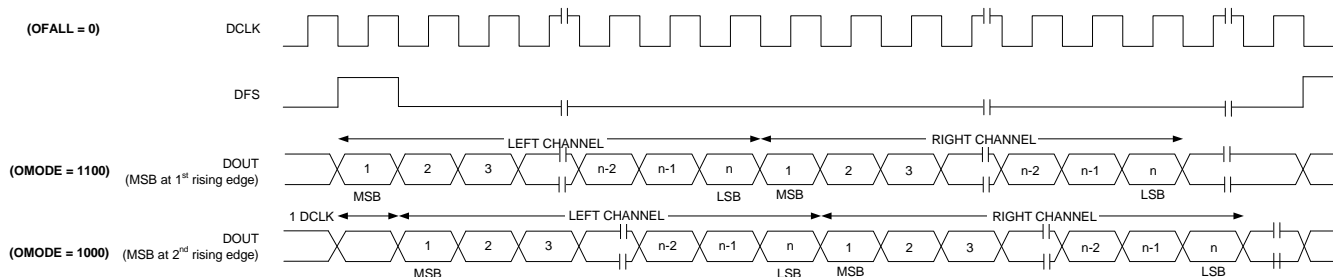 (OFALL = 0) DCLK
DFS
LEFT CHANNEL RIGHT CHANNEL
(OMODE = 1100) DOUT 1 2 3 n-2 n-1 n 1 2 3 n-2 n-1 n
(MSB at 1st rising edge)
MSB LSB MSB LSB
1 DCLK LEFT CHANNEL RIGHT CHANNEL
(OMODE = 1000) DOUT 1 2 3 n-2 n-1 n 1 2 3 n-2 n-1 n
(MSB at 2nd rising edge)
MSB LSB MSB LSB